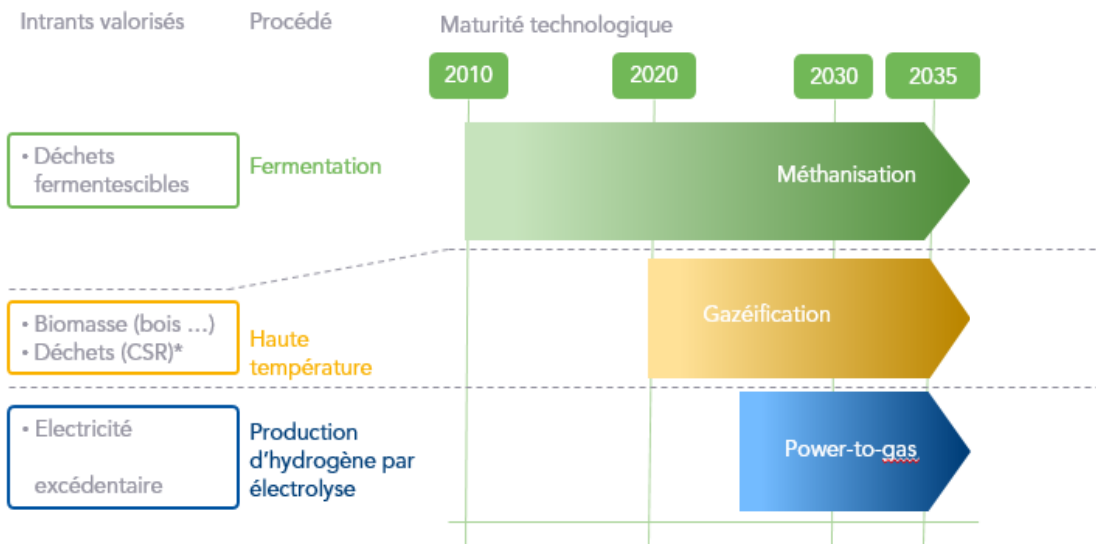 Intrants valorisés
Procédé
Maturité technologique
2010
2020
2030
2035
• Déchets
fermentescibles
Fermentation
Méthanisation
• Biomasse (bois ...)
• Déchets (CSR)*
Haute
température
Gazéification
• Electricité
excédentaire
Production
d'hydrogène par
électrolyse
Power-to-gas